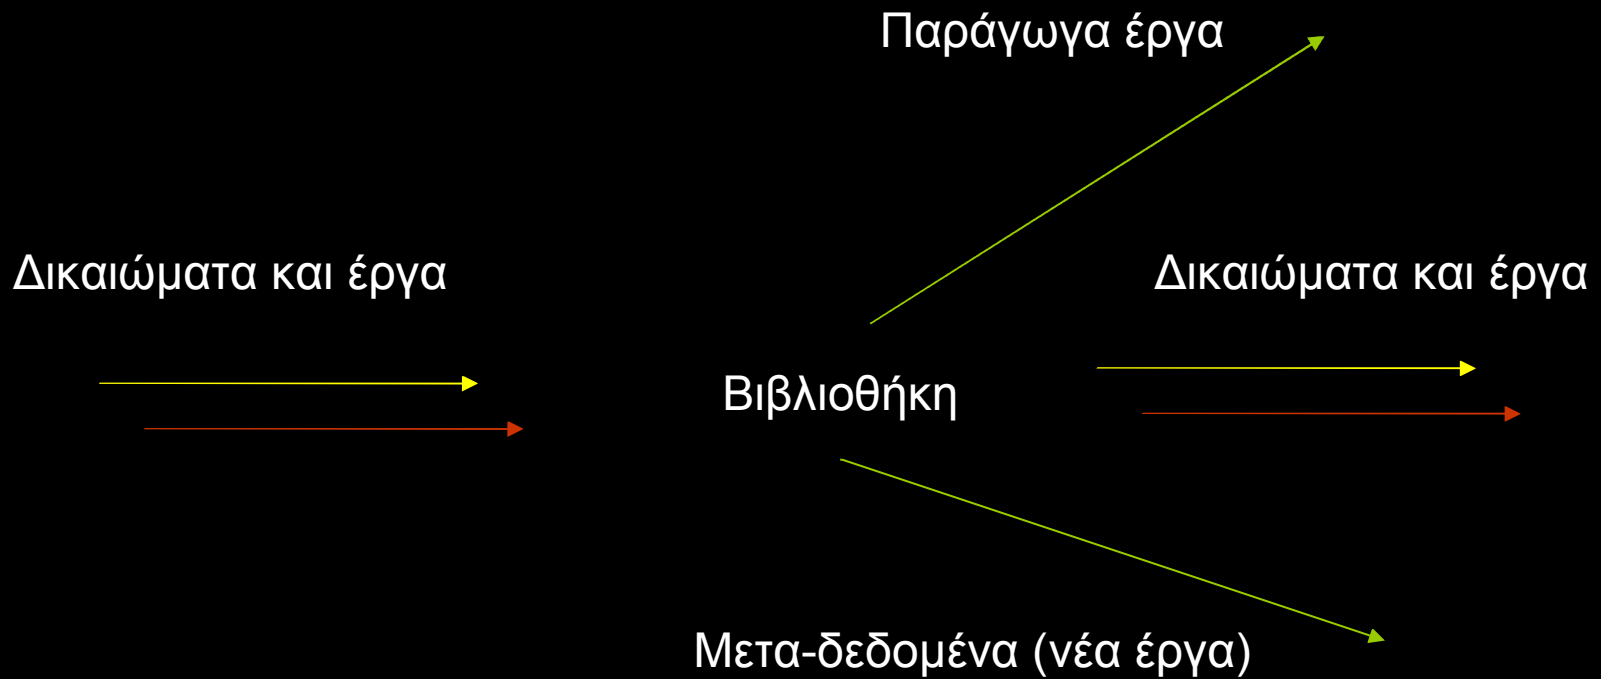 Παράγωγα έργα
Δικαιώματα και έργα
Δικαιώματα και έργα
Βιβλιοθήκη
Μετα-δεδομένα (νέα έργα)